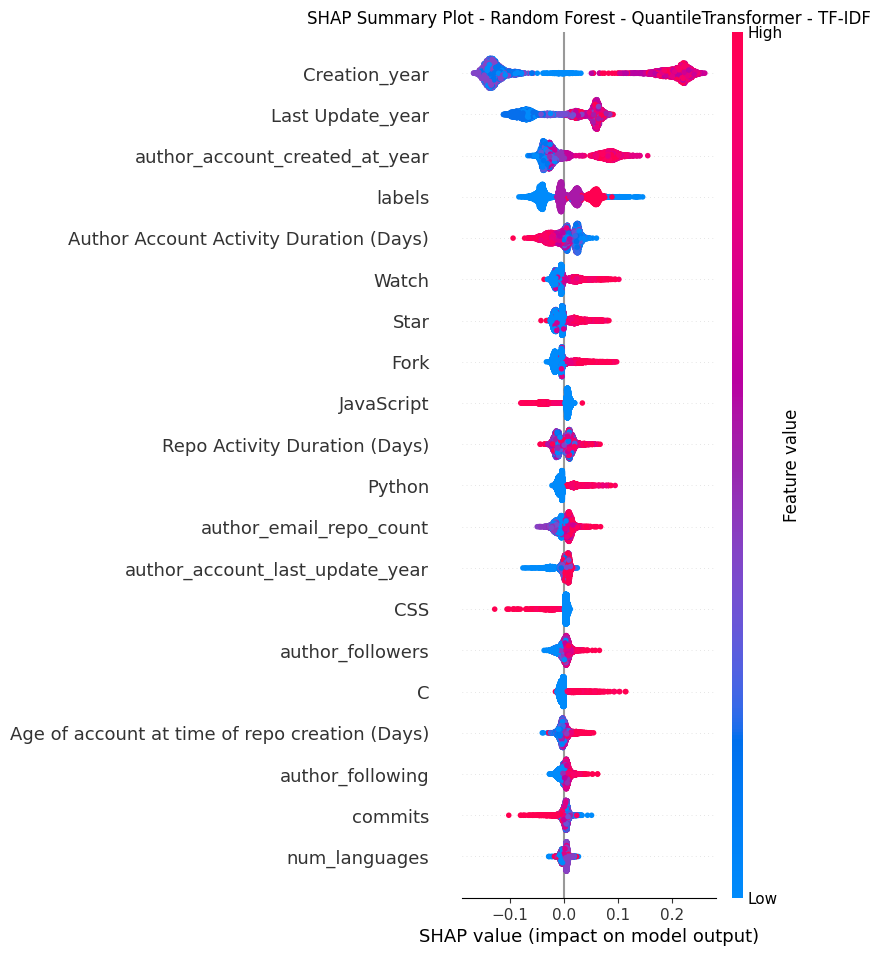 SHAP Summary Plot - Random Forest - QuantileTransformer - TF-IDF
High
Creation_year
Last Update_year
author_account_created_at_year
labels
Author Account Activity Duration (Days)
Watch
Star
Fork
JavaScript
Repo Activity Duration (Days)
Python
author_email_repo_count
author_account_last_update_year
CSS
author_followers
C
Age of account at time of repo creation (Days)
author_following
commits
num_languages
Feature value
Low
−0.1 0.0 0.1 0.2
SHAP value (impact on model output)